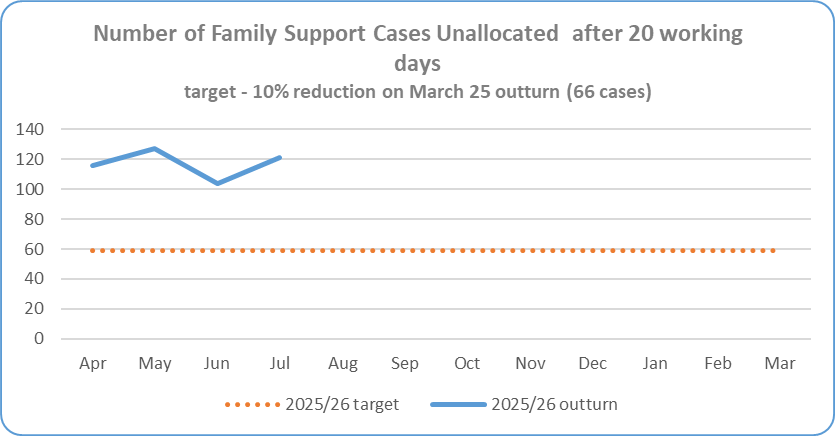 Number of Family Support Cases Unallocated  after 20 working
days
target - 10% reduction on March 25 outturn (66 cases)
140
120
100
80
60
40
20
0
Apr May Jun Jul Aug Sep Oct Nov Dec Jan Feb Mar
2025/26 target 2025/26 outturn